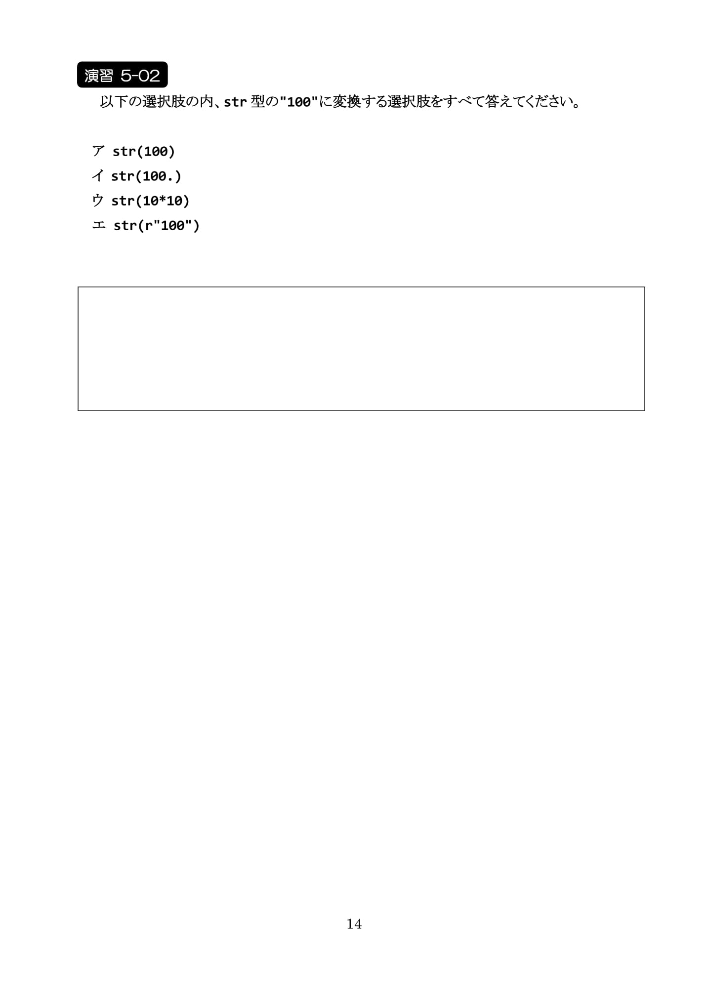 演習 5-02
以下の選択肢の内、str 型の"100"に変換する選択肢をすべて答えてください。
ア str(100)
イ str(100.)
ウ str(10*10)
エ str(r"100")
14